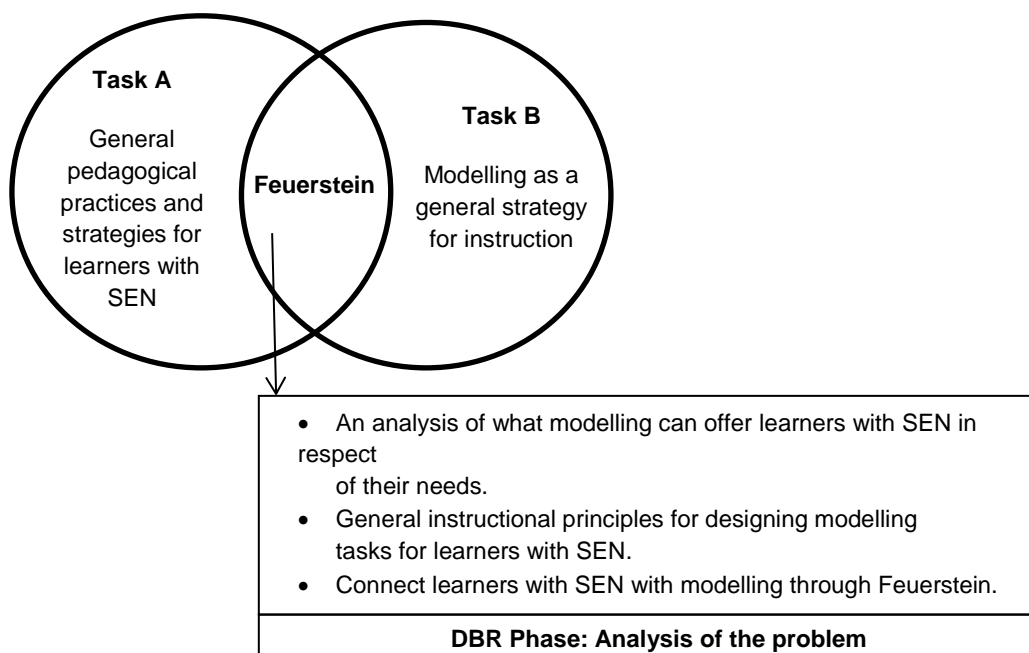 Task A
General
pedagogical
practices and
strategies for
learners with
SEN
Feuerstein
Task B
Modelling as a
general strategy
for instruction
• An analysis of what modelling can offer learners with SEN in
respect
of their needs.
• General instructional principles for designing modelling
tasks for learners with SEN.
• Connect learners with SEN with modelling through Feuerstein.
DBR Phase: Analysis of the problem